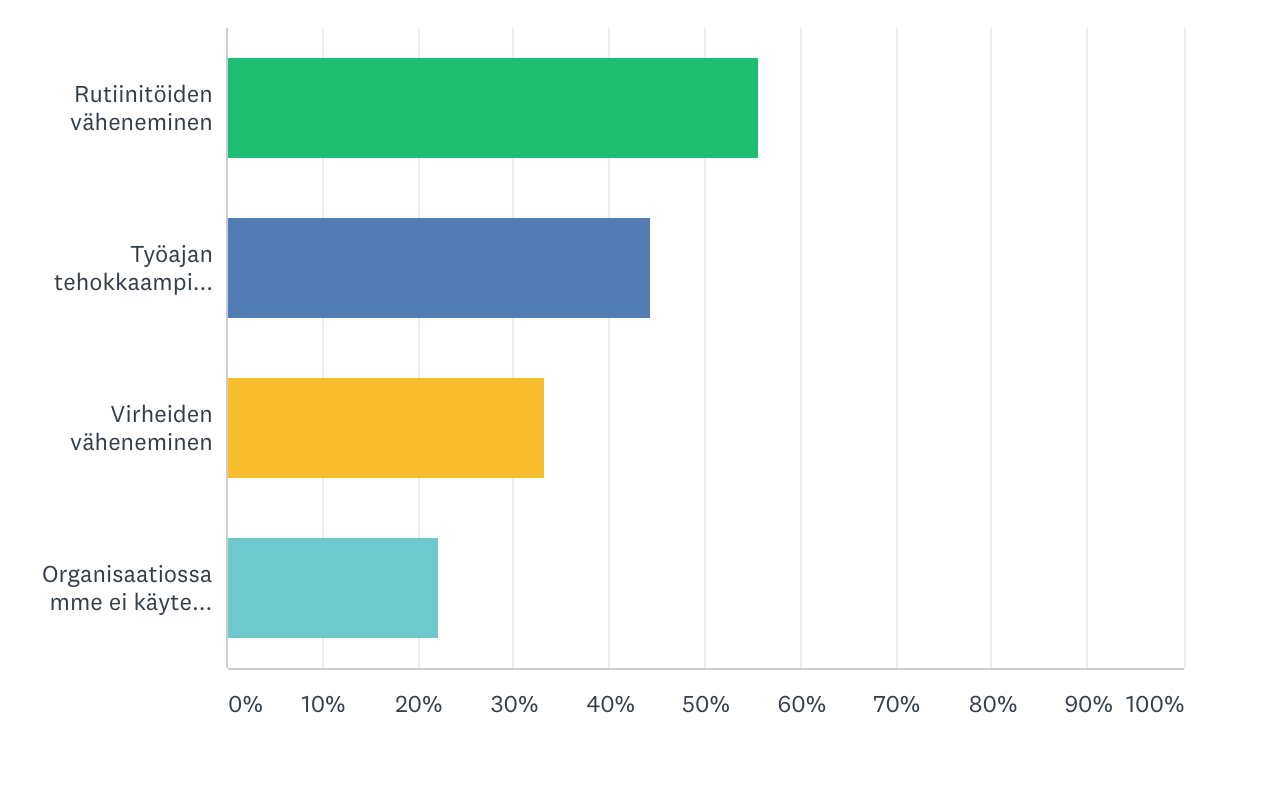 Rutiinitöiden
väheneminen
Työajan
tehokkaampi...
Virheiden
väheneminen
Organisaatiossa
mme ei käyte...
0% 10% 20% 30% 40% 50% 60% 70% 80% 90% 100%